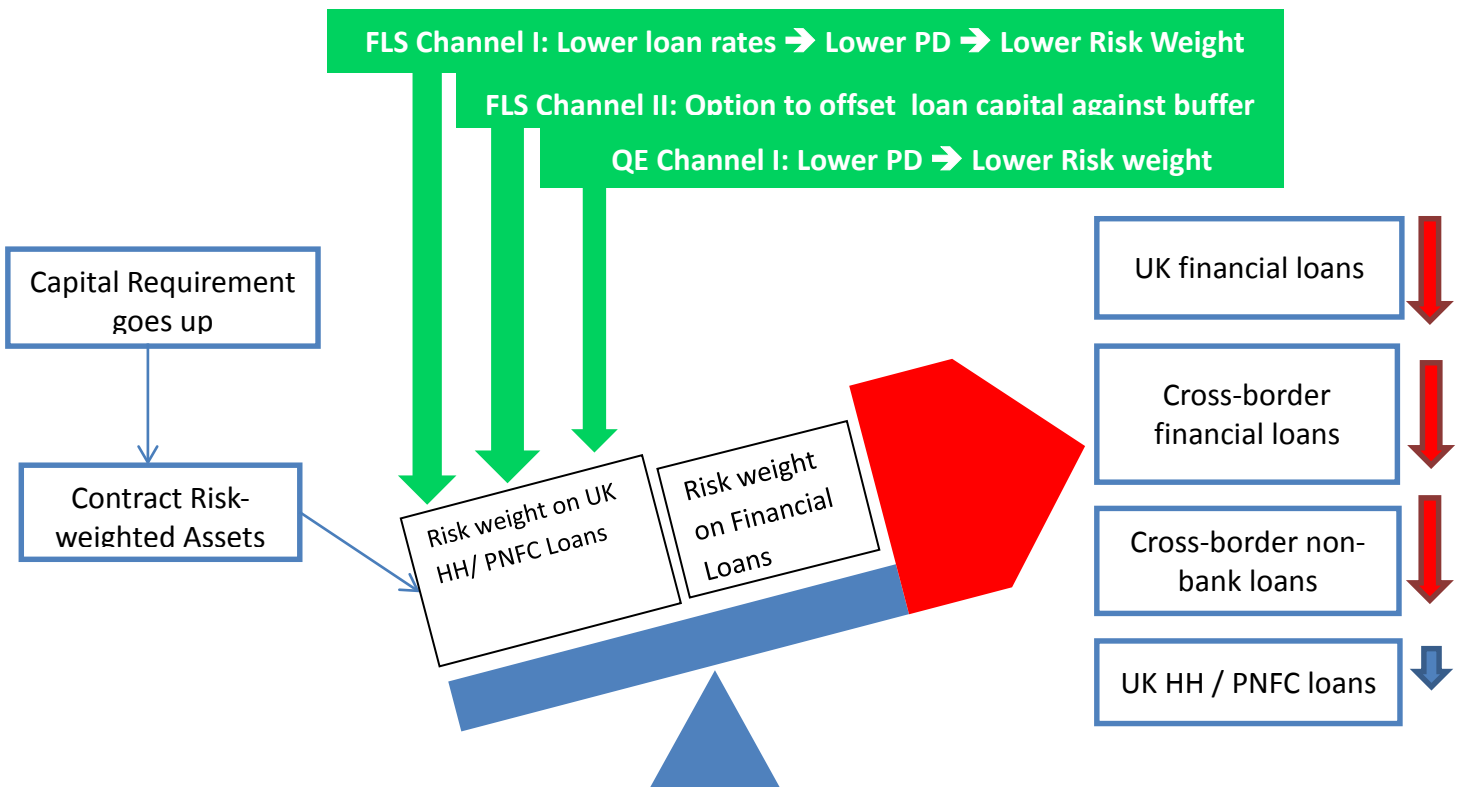 FLS Channel I: Lower loan rates ➔ Lower PD ➔ Lower Risk Weight
FLS Channel II: Option to offset loan capital against buffer
QE Channel I: Lower PD ➔ Lower Risk weight
Capital Requirement
goes up
Contract Risk-
weighted Assets
Risk weight on UK
HH/ PNFC Loans
Risk weight
on Financial
Loans
UK financial loans
Cross-border
financial loans
Cross-border non-
bank loans
UK HH / PNFC loans